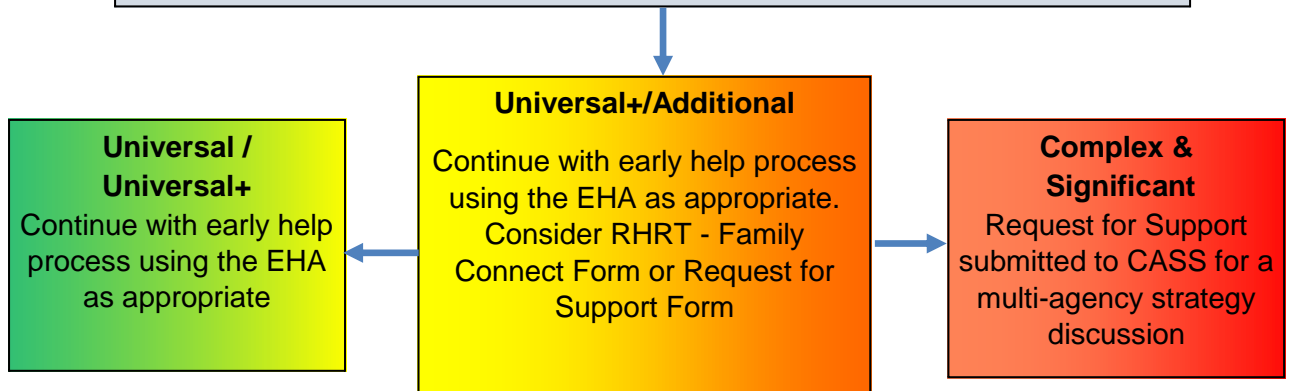 Universal /
Universal+
Continue with early help
process using the EHA
as appropriate
Universal+/Additional
Continue with early help process
using the EHA as appropriate.
Consider RHRT - Family
Connect Form or Request for
Support Form
Complex &
Significant
Request for Support
submitted to CASS for a
multi-agency strategy
discussion